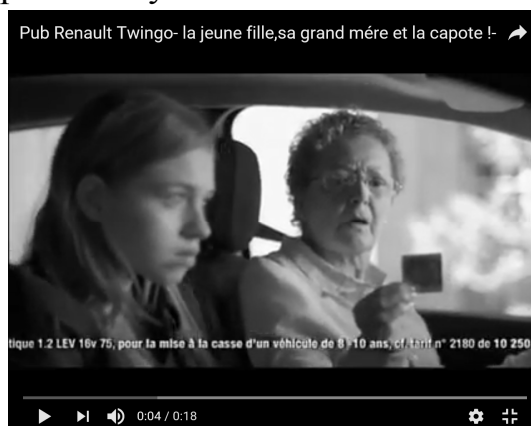 Pub Renault Twingo- la jeune fille,sa grand mére et la capote !-
tique 1.2 LEV 16v 75, pour la mise à la casse d'un véhicule de 8 -10 ans, cf. tarif n° 2180 de 10 250
0:04 / 0:18